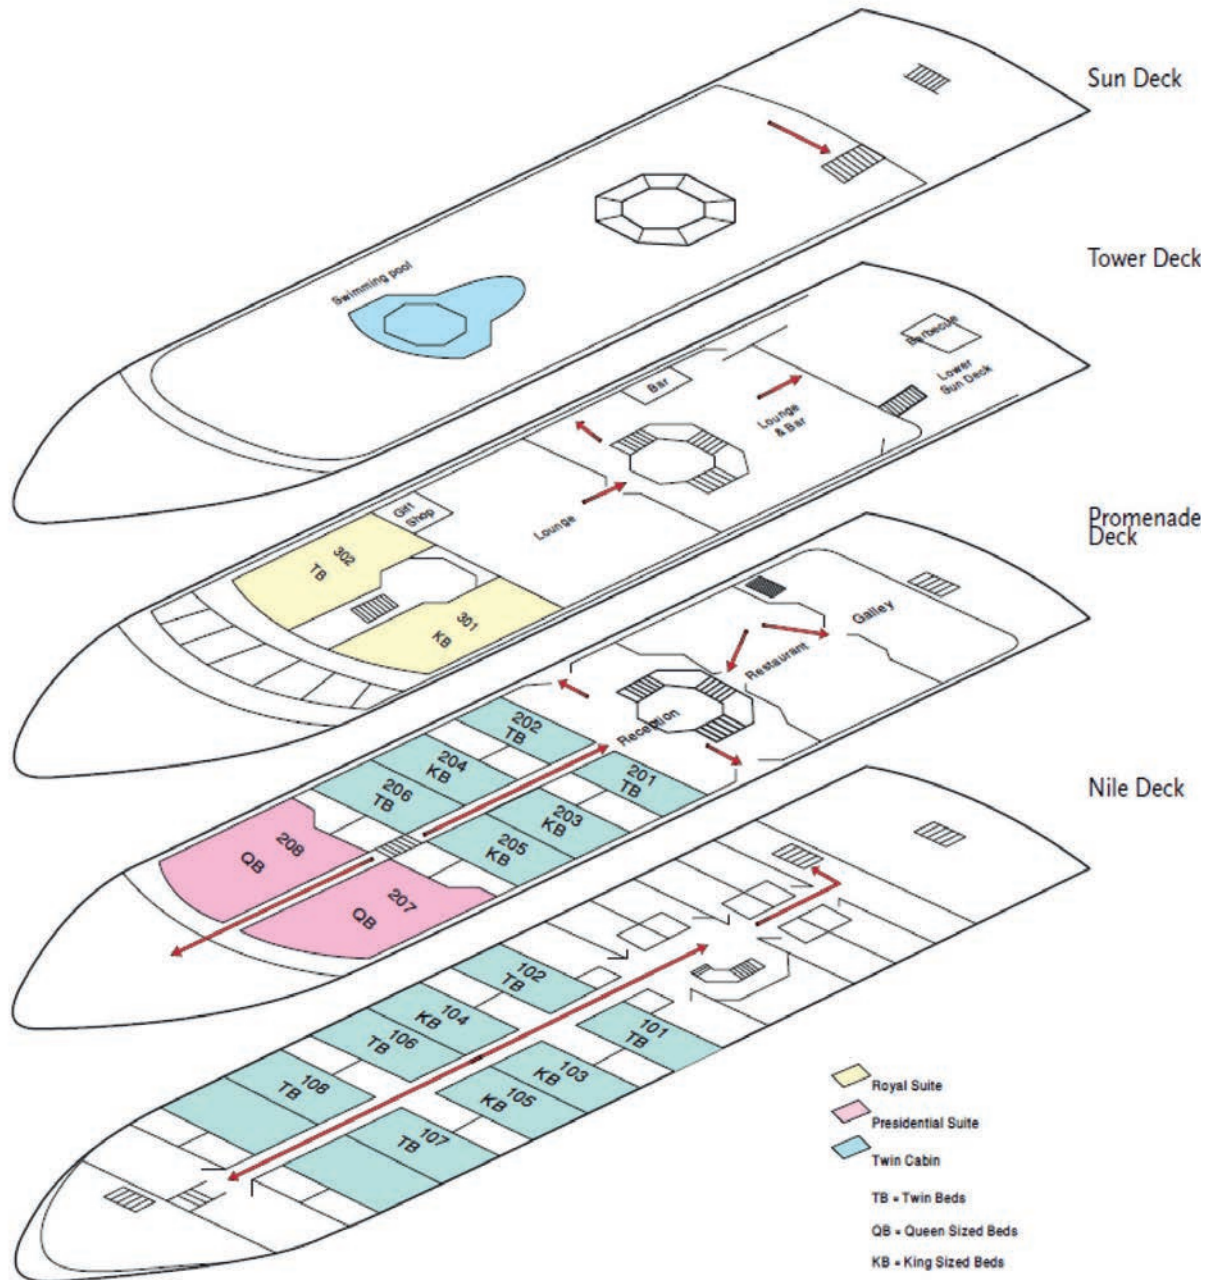 Sun Deck
Swimming pool
Tower Deck
Barbecue
Lower
Sun Deck
Bar
Lounge
& Bar
Lounge
Gift
Shop
302
TB
301
KB
Promenade
Deck
Galley
Restaurant
Reception
202
TB
201
TB
204
KB
203
KB
206
TB
205
KB
208
QB
207
QB
Nile Deck
102
TB
101
TB
104
KB
103
KB
106
TB
105
KB
108
TB
107
TB
Royal Suite
Presidential Suite
Twin Cabin
TB = Twin Beds
QB = Queen Sized Beds
KB = King Sized Beds